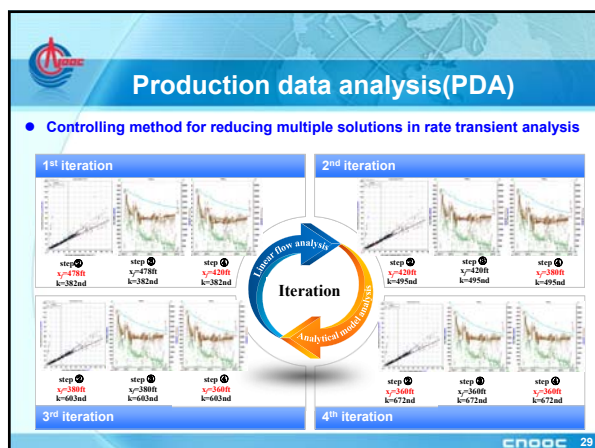 CNOOC
Production data analysis(PDA)
Controlling method for reducing multiple solutions in rate transient analysis
1st iteration
step step step
xf=478ft xf=478ft xf=420ft
k=382nd k=382nd k=382nd
2nd iteration
step step step
xf=420ft xf=420ft xf=380ft
k=495nd k=495nd k=495nd
Linear flow analysis
Iteration
Analytical model analysis
step step step
xf=380ft xf=380ft xf=360ft
k=603nd k=603nd k=603nd
3rd iteration
step step step
xf=360ft xf=360ft xf=360ft
k=672nd k=672nd k=672nd
4th iteration
CNOOC 29